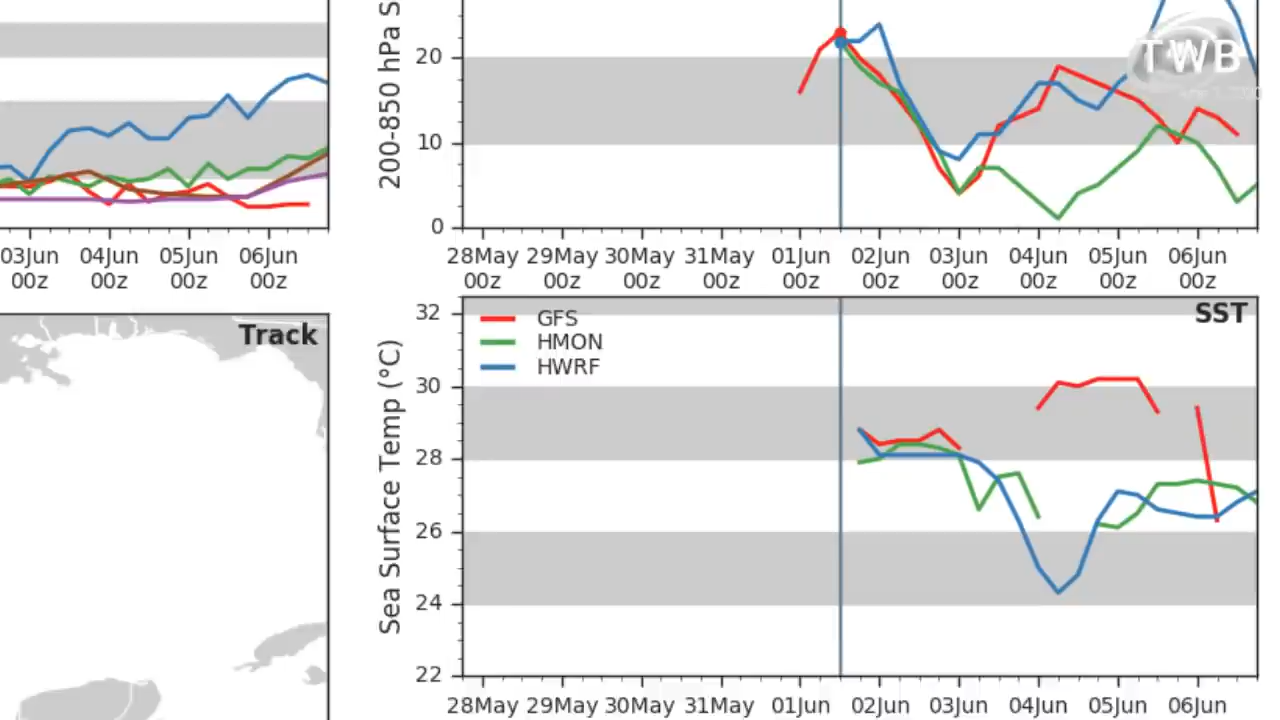 200-850 hPa S
20
10
0
28May 29May 30May 31May 01Jun 02Jun 03Jun 04Jun 05Jun 06Jun
00z 00z 00z 00z 00z 00z 00z 00z 00z 00z
TWB
03Jun 04Jun 05Jun 06Jun
00z 00z 00z 00z
Track
SST
GFS
HMON
HWRF
Sea Surface Temp (°C)
32
30
28
26
24
22
28May 29May 30May 31May 01Jun 02Jun 03Jun 04Jun 05Jun 06Jun